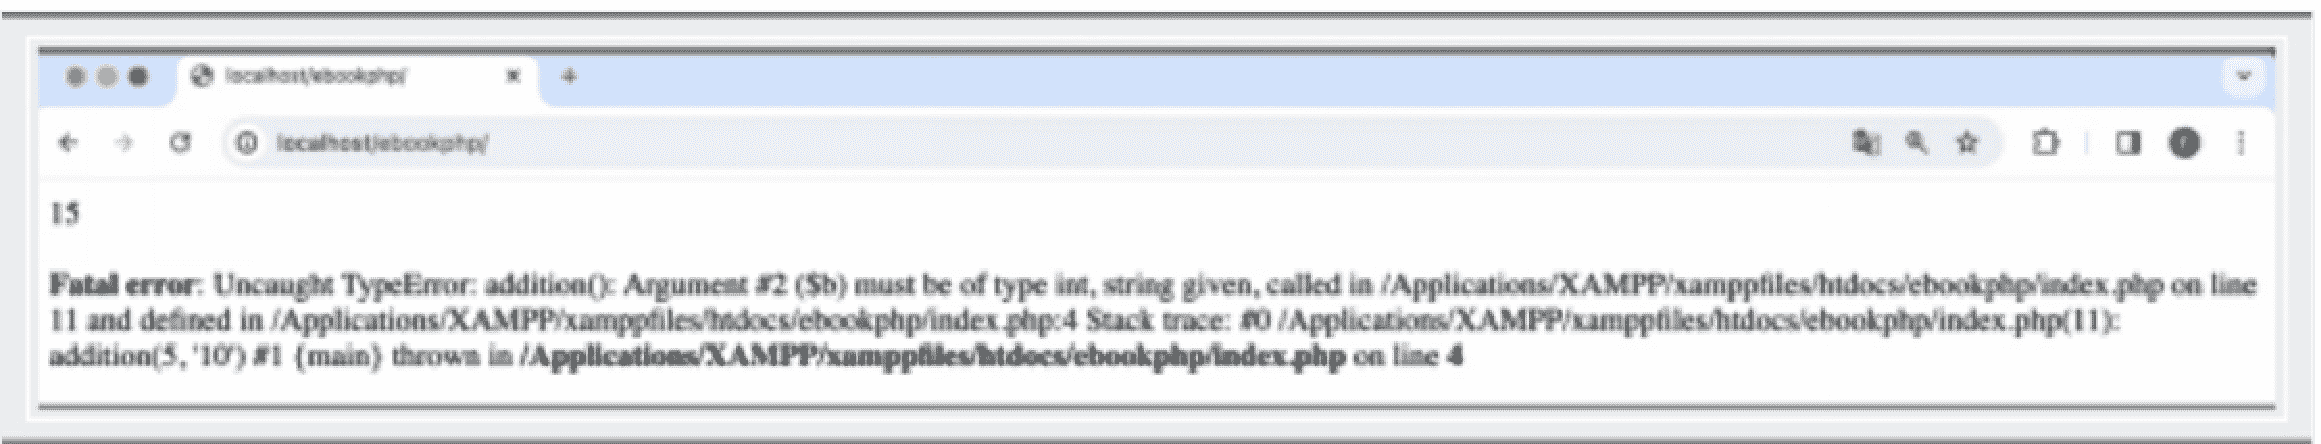 localhost/ebookphp/
localhost/ebookphp/
15
Fatal error: Uncaught TypeError: addition(): Argument #2 ($b) must be of type int, string given, called in /Applications/XAMPP/xamppfiles/htdocs/ebookphp/index.php on line
11 and defined in /Applications/XAMPP/xamppfiles/htdocs/ebookphp/index.php:4 Stack trace: #0 /Applications/XAMPP/xamppfiles/htdocs/ebookphp/index.php(11):
addition(5, '10') #1 {main} thrown in /Applications/XAMPP/xamppfiles/htdocs/ebookphp/index.php on line 4